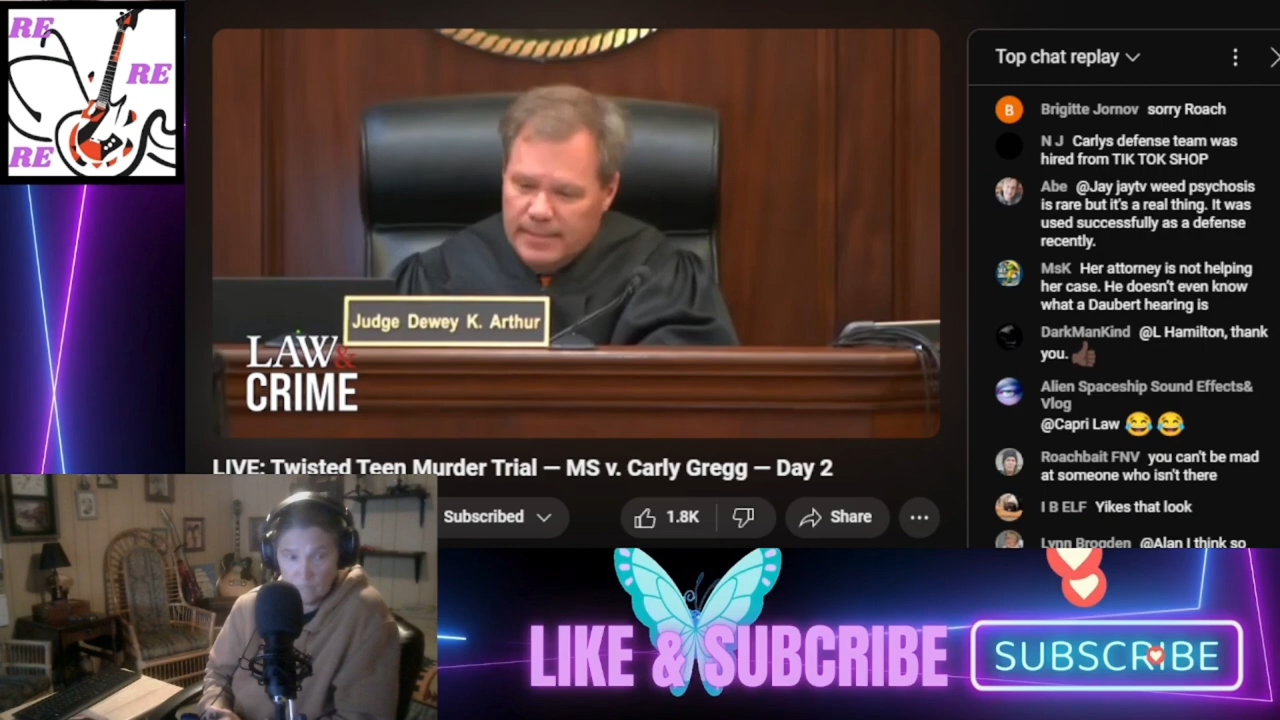 RE
RE
RE
Judge Dewey K. Arthur
LAW&
CRIME
LIVE: Twisted Teen Murder Trial — MS v. Carly Gregg — Day 2
Subscribed
1.8K
Share
Top chat replay
B
Brigitte Jornov sorry Roach
N J Carlys defense team was
hired from TIK TOK SHOP
Abe @Jay jaytv weed psychosis
is rare but it's a real thing. It was
used successfully as a defense
recently.
MsK Her attorney is not helping
her case. He doesn't even know
what a Daubert hearing is
DarkManKind @L Hamilton, thank
you.
Alien Spaceship Sound Effects&
Vlog
@Capri Law
Roachbait FNV you can't be mad
at someone who isn't there
I B ELF Yikes that look
Lynn Brogden @Alan I think so
LIKE & SUBCRIBE
SUBSCRIBE